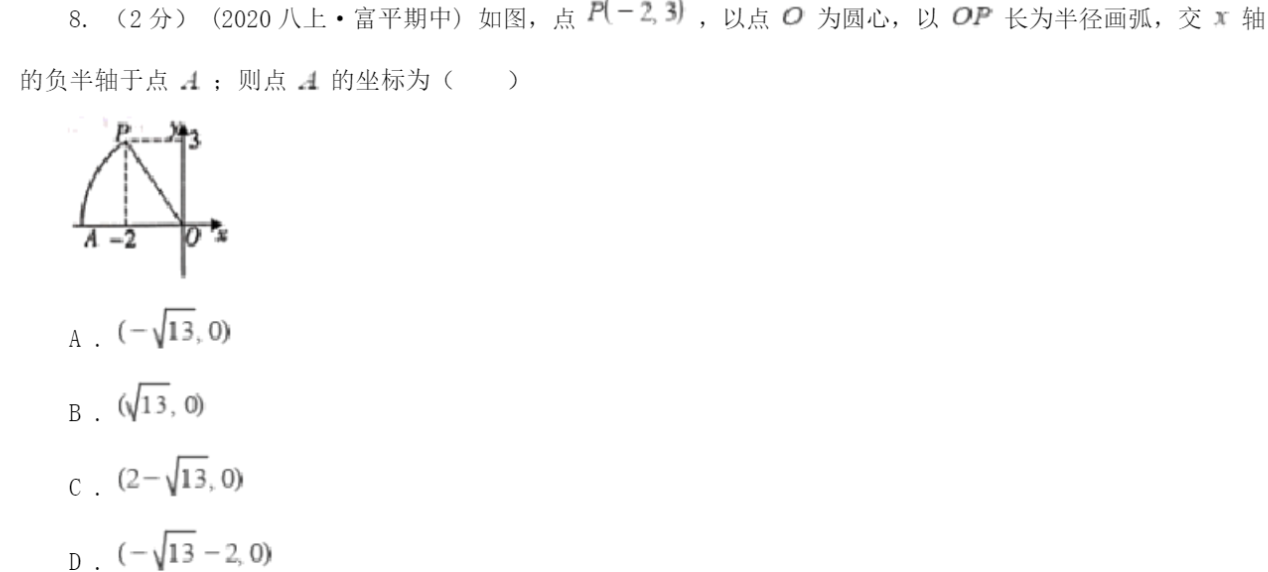 8. （2分） (2020八上·富平期中) 如图，点 P(−2,3) ，以点 O 为圆心，以 OP 长为半径画弧，交 x 轴
的负半轴于点 A ；则点 A 的坐标为（　　）
P y 3
A −2 O x
A . (−√13,0)
B . (√13,0)
C . (2−√13,0)
D . (−√13−2,0)